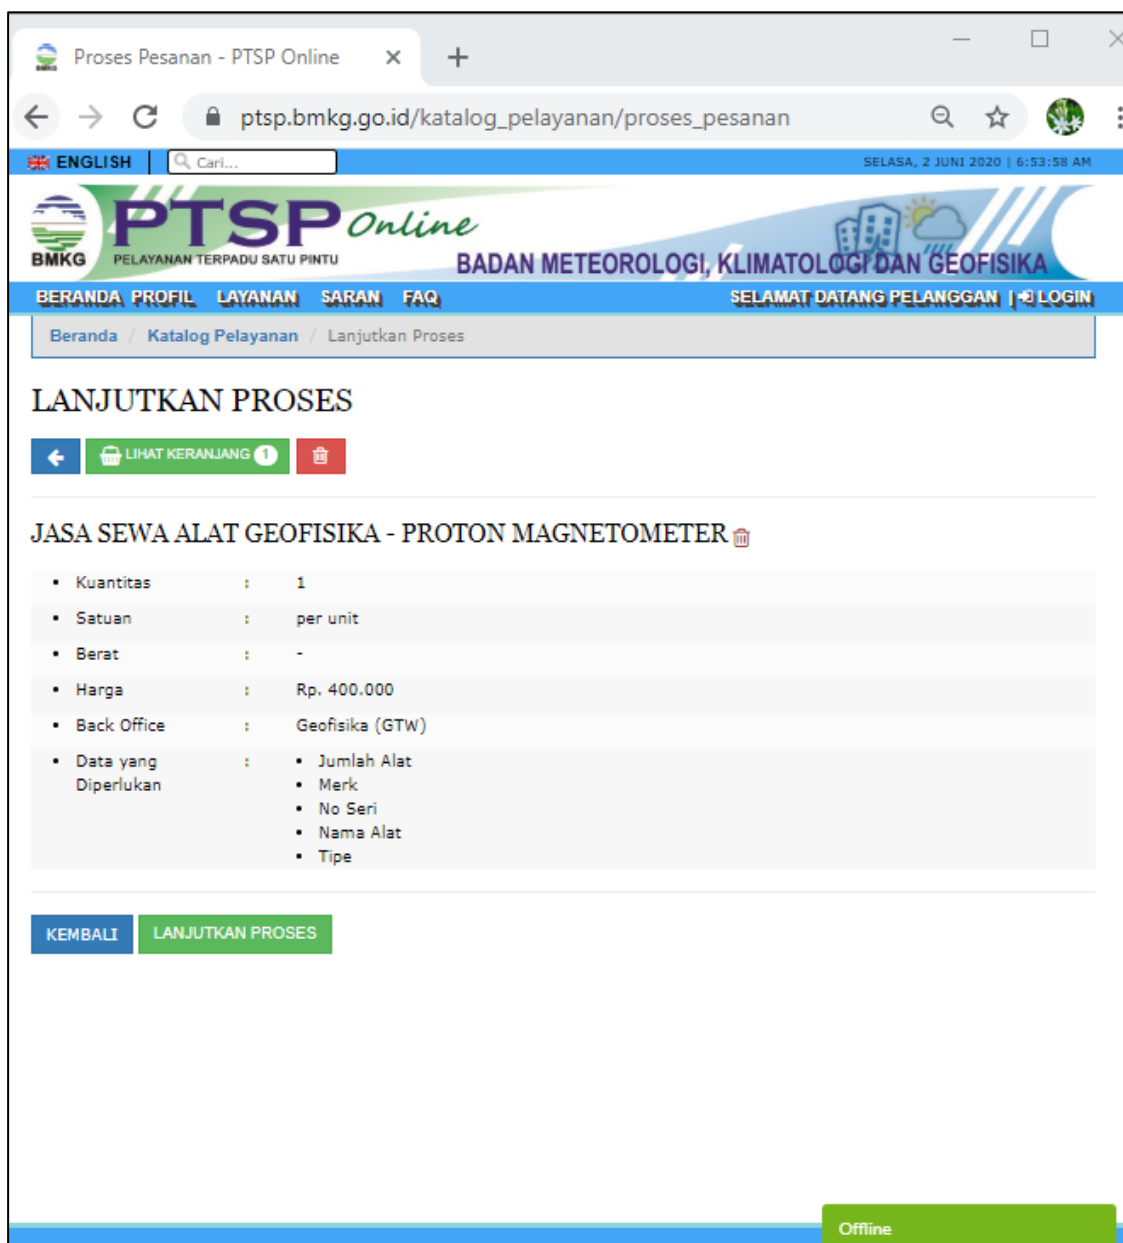 Proses Pesanan - PTSP Online
ptsp.bmkg.go.id/katalog_pelayanan/proses_pesanan
ENGLISH | Cari... SELASA, 2 JUNI 2020 | 6:53:58 AM
BMKG PTSP Online
PELAYANAN TERPADU SATU PINTU
BADAN METEOROLOGI, KLIMATOLOGI DAN GEOFISIKA
BERANDA PROFIL LAYANAN SARAN FAQ SELAMAT DATANG PELANGGAN | LOGIN
Beranda / Katalog Pelayanan / Lanjutkan Proses
LANJUTKAN PROSES
LIHAT KERANJANG 1
JASA SEWA ALAT GEOFISIKA - PROTON MAGNETOMETER
• Kuantitas : 1
• Satuan : per unit
• Berat : -
• Harga : Rp. 400.000
• Back Office : Geofisika (GTW)
• Data yang Diperlukan : • Jumlah Alat
• Merk
• No Seri
• Nama Alat
• Tipe
KEMBALI LANJUTKAN PROSES
Offline